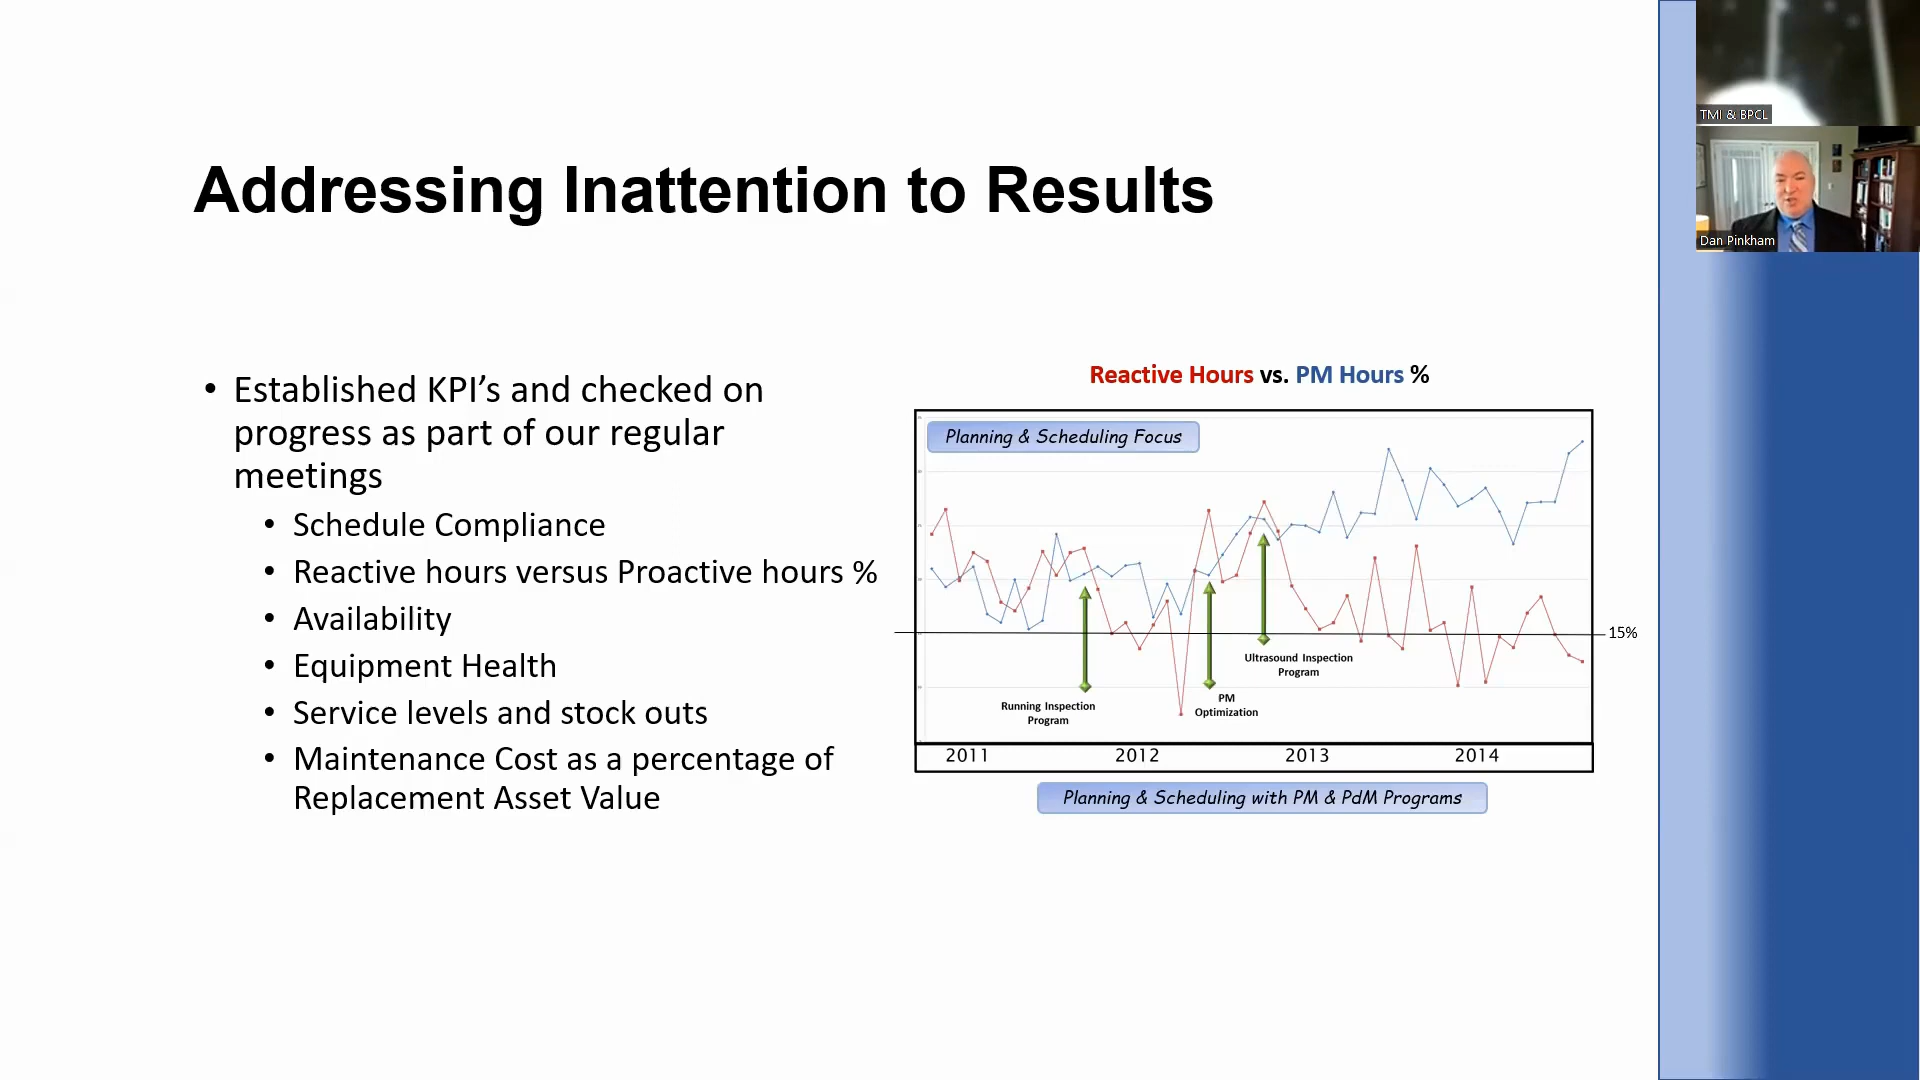 TMI & BPCL
Dan Pinkham
Addressing Inattention to Results
• Established KPI’s and checked on
progress as part of our regular
meetings
• Schedule Compliance
• Reactive hours versus Proactive hours %
• Availability
• Equipment Health
• Service levels and stock outs
• Maintenance Cost as a percentage of
Replacement Asset Value
Reactive Hours vs. PM Hours %
Planning & Scheduling Focus
15%
Ultrasound Inspection
Program
Running Inspection
Program
PM
Optimization
2011 2012 2013 2014
Planning & Scheduling with PM & PdM Programs